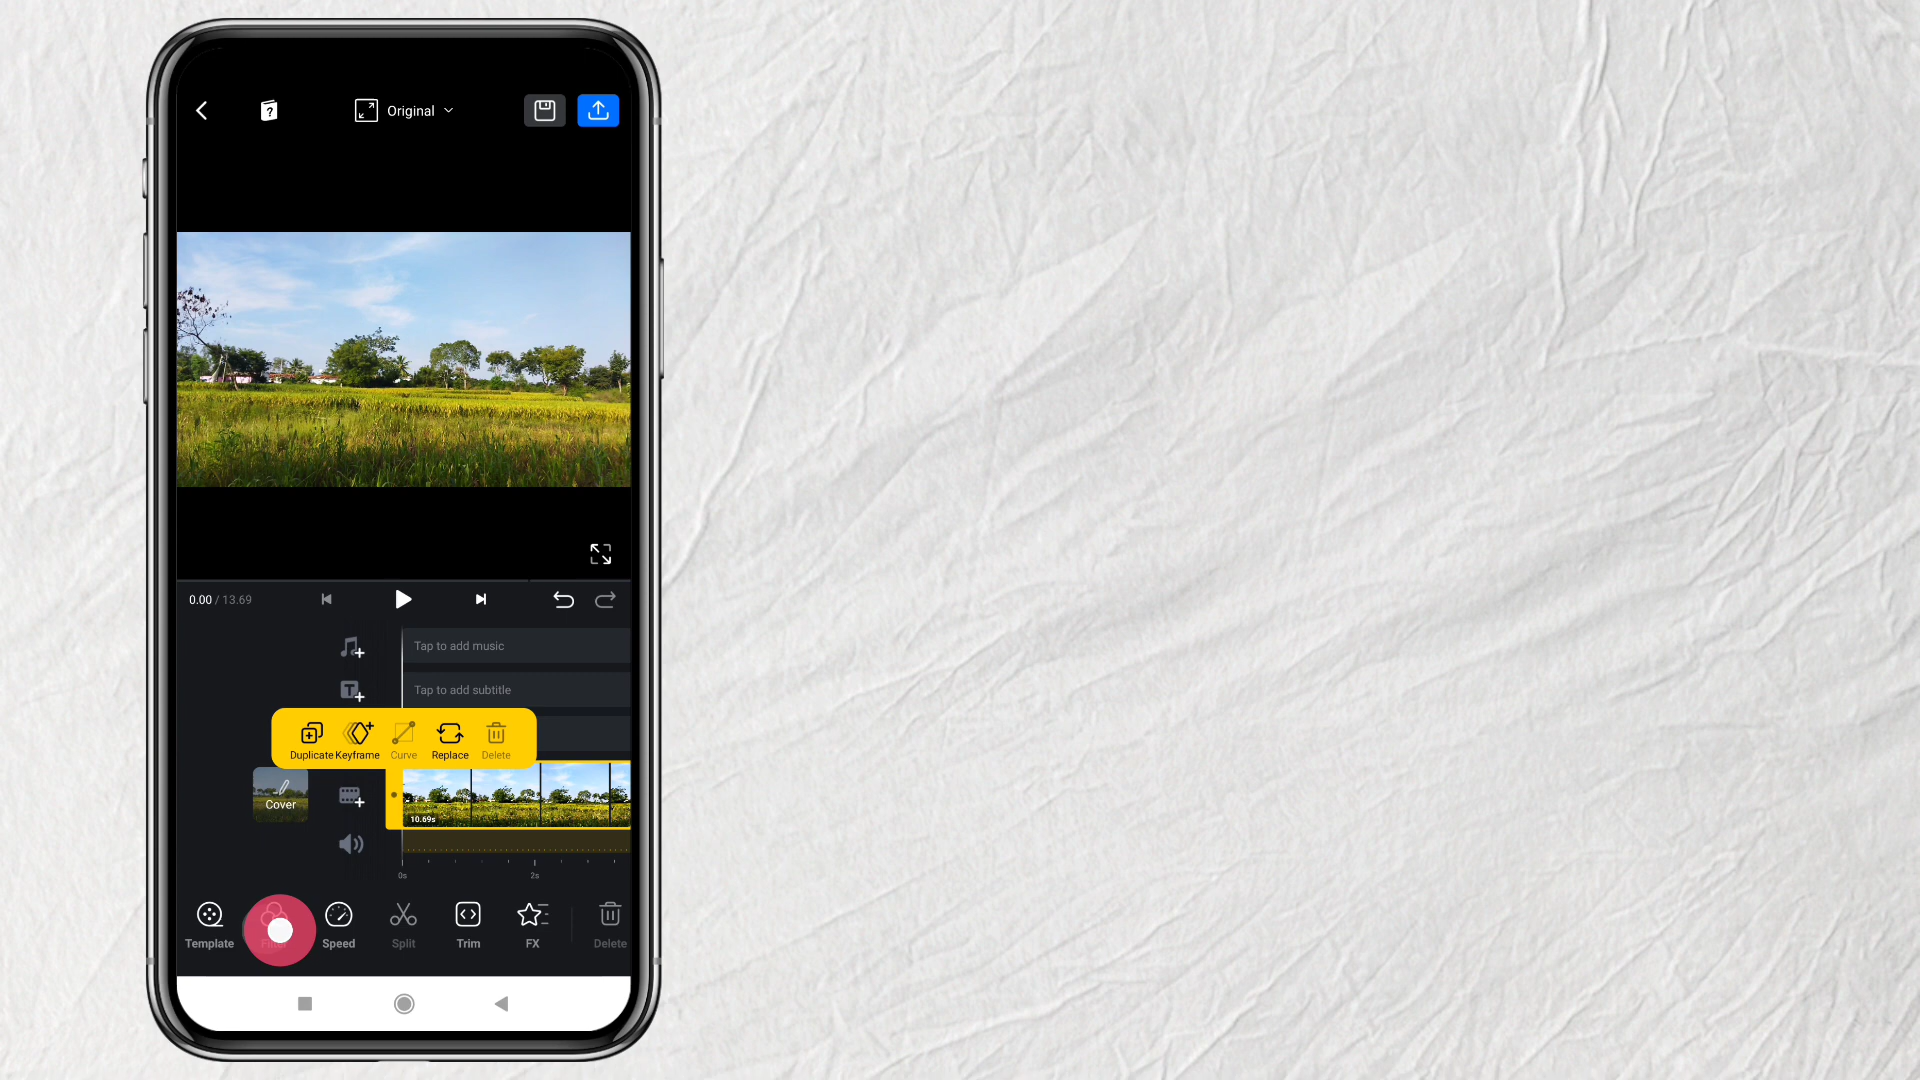 Original
0.00 / 13.69
Tap to add music
Tap to add subtitle
Duplicate Keyframe Curve Replace Delete
Cover
10.69s
0s 2s
Template Filter Speed Split Trim FX Delete